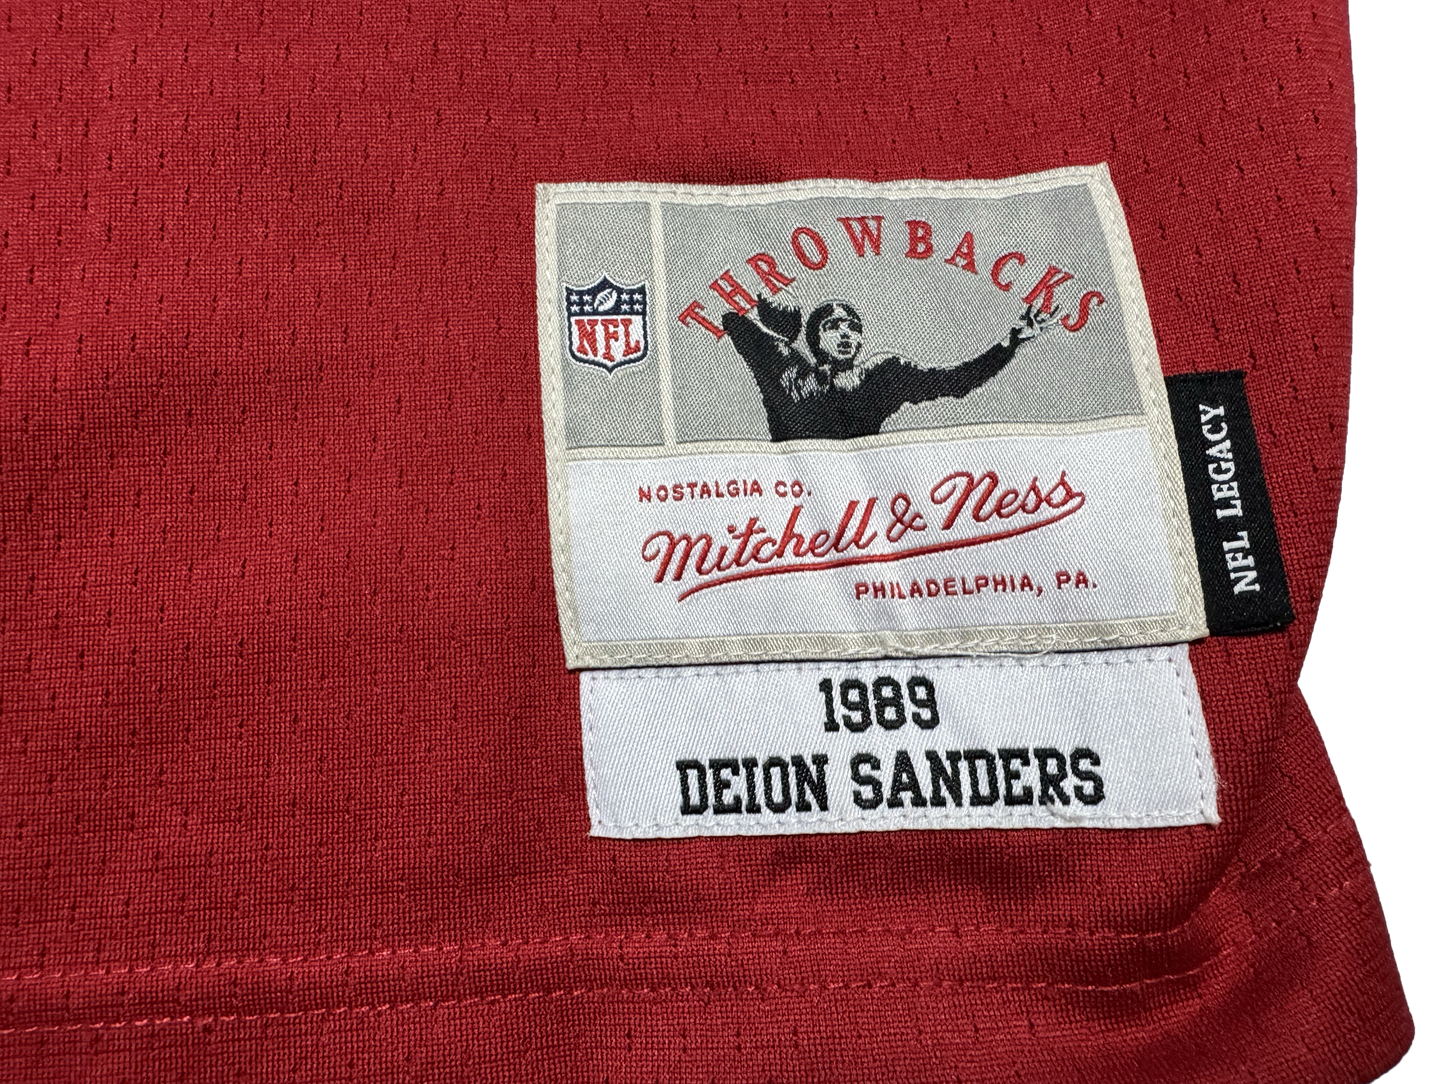 THROWBACKS
NFL
NOSTALGIA CO.
Mitchell & Ness
PHILADELPHIA, PA.
NFL LEGACY
1989
DEION SANDERS